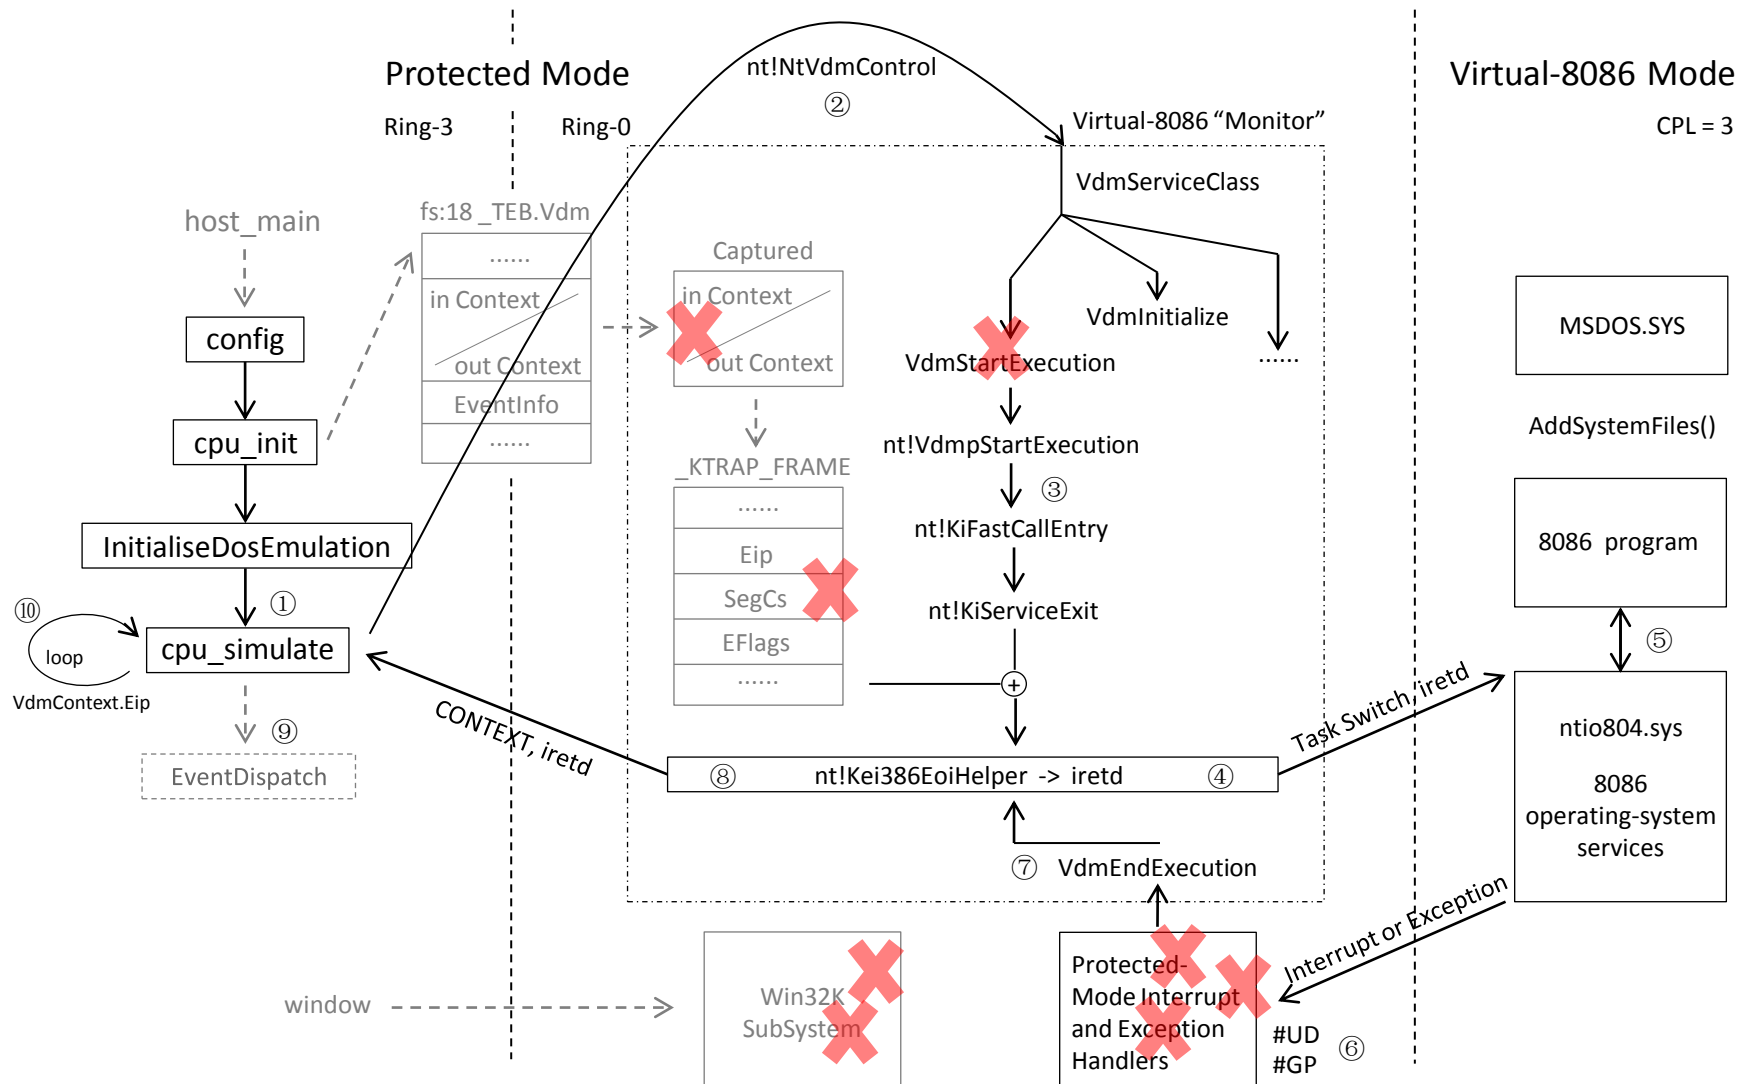 Protected Mode
Ring-3
Ring-0
nt!NtVdmControl
②
Virtual-8086 Mode
CPL = 3
Virtual-8086 “Monitor”
VdmServiceClass
host_main
config
cpu_init
InitialiseDosEmulation
①
cpu_simulate
⑩
loop
VdmContext.Eip
⑨
EventDispatch
fs:18 _TEB.Vdm
......
in Context
out Context
EventInfo
......
Captured
in Context
out Context
_KTRAP_FRAME
......
Eip
SegCs
EFlags
......
VdmStartExecution
VdmInitialize
......
nt!VdmpStartExecution
③
nt!KiFastCallEntry
nt!KiServiceExit
+
CONTEXT, iretd
⑧ nt!Kei386EoiHelper -> iretd ④
Task Switch, iretd
⑦ VdmEndExecution
MSDOS.SYS
AddSystemFiles()
8086 program
⑤
ntio804.sys
8086
operating-system
services
Interrupt or Exception
window
Win32K
SubSystem
Protected-
Mode Interrupt
and Exception
Handlers
#UD
#GP
⑥